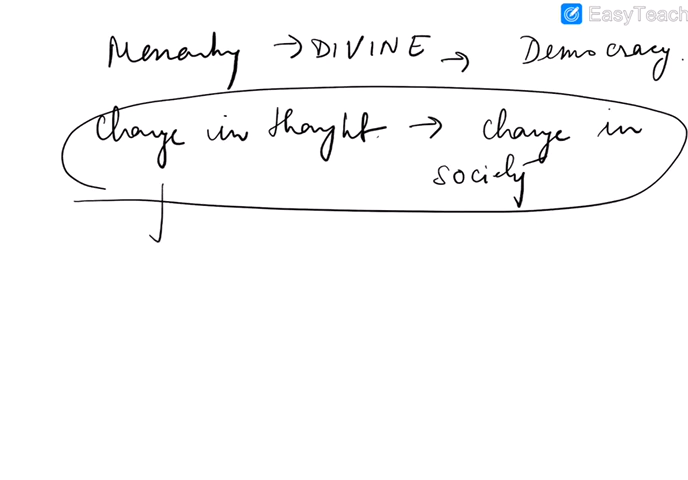 EasyTeach
Monarchy → DIVINE → Democracy.
Change in thought. → change in
society